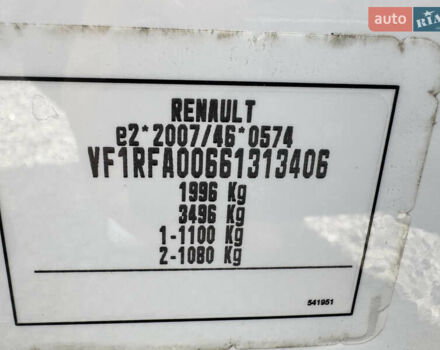 auto RIA
RENAULT
e2*2007/46*0574
VF1RFA00661313406
1996 Kg
3496 Kg
1-1100 Kg
2-1080 Kg
541951